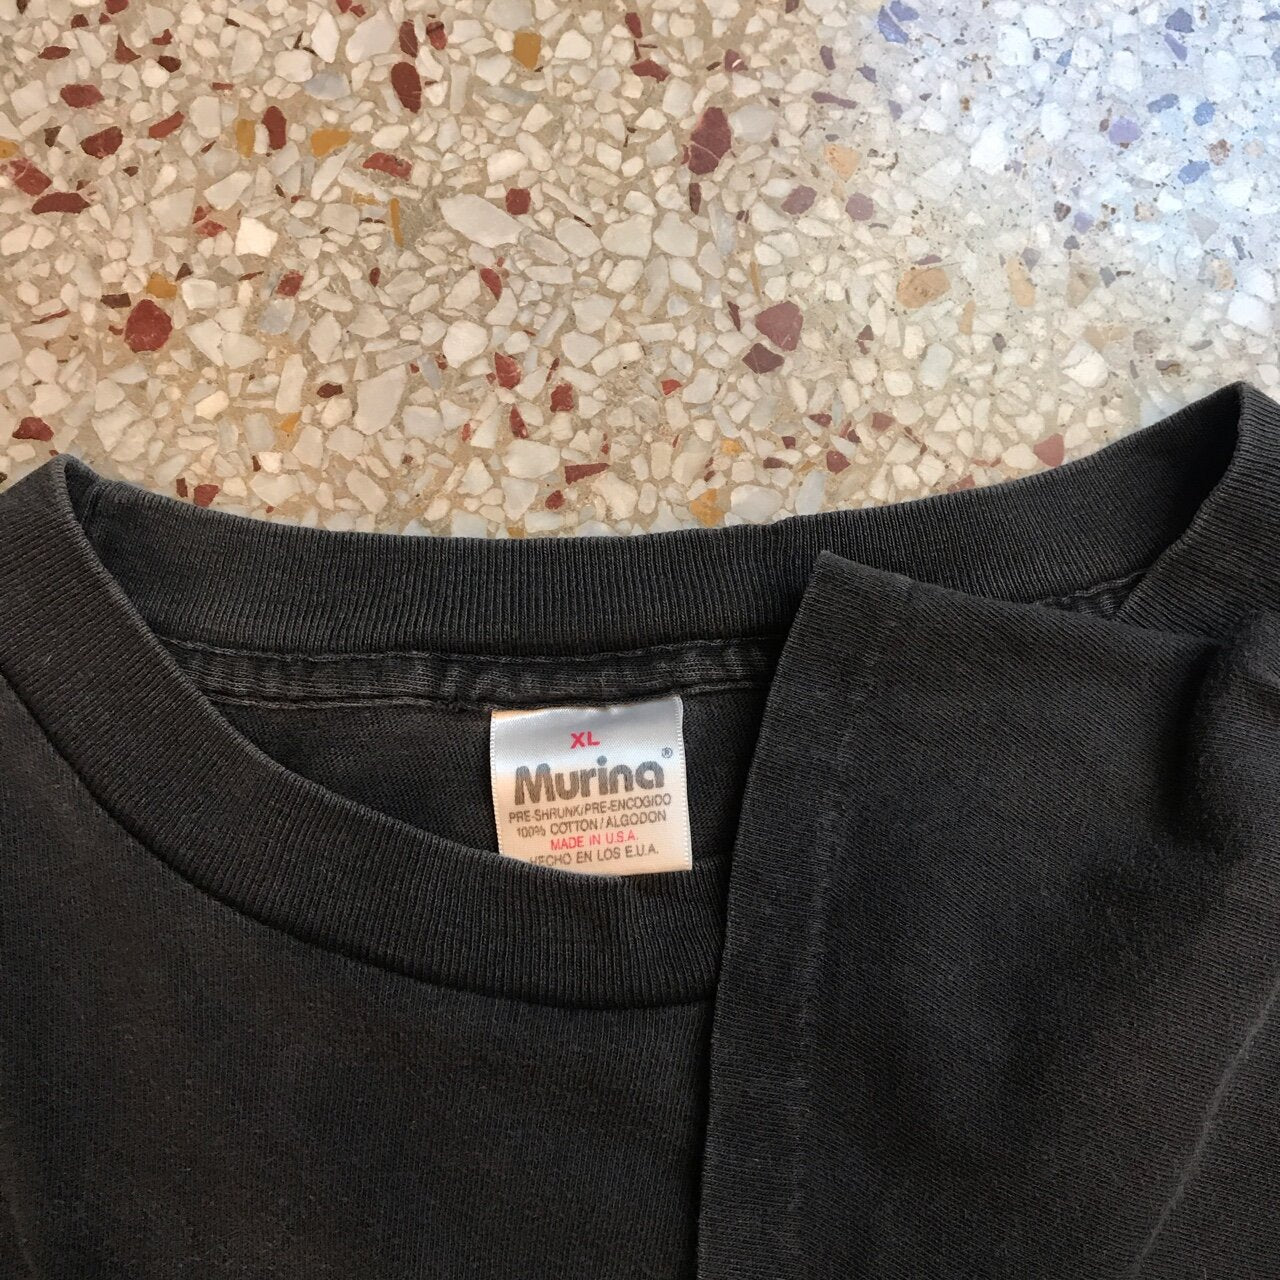 XL
Murina®
PRE-SHRUNK/PRE-ENCOGIDO
100% COTTON/ALGODON
MADE IN U.S.A.
HECHO EN LOS E.U.A.